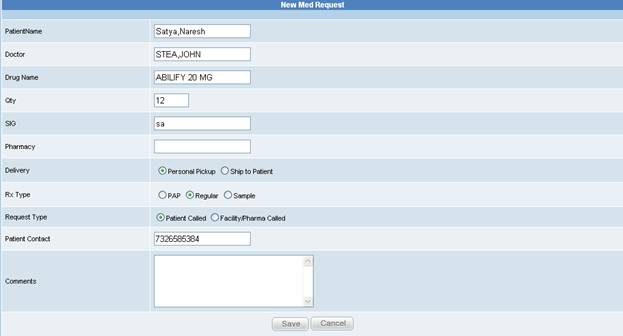 New Med Request
PatientName Satya,Naresh
Doctor STEA,JOHN
Drug Name ABILIFY 20 MG
Qty 12
SIG sa
Pharmacy
Delivery Personal Pickup Ship to Patient
Rx Type PAP Regular Sample
Request Type Patient Called Facility/Pharma Called
Patient Contact 7326585384
Comments
Save Cancel